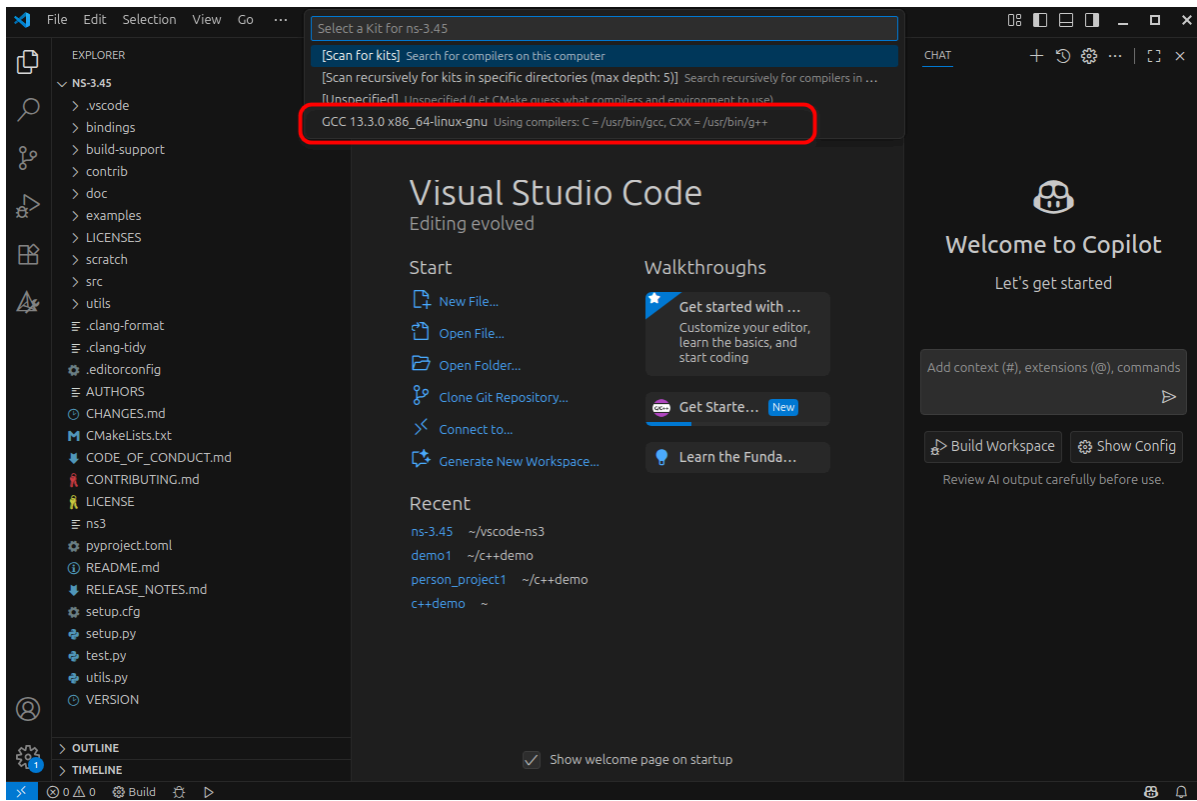 File Edit Selection View Go ···
Select a Kit for ns-3.45
[Scan for kits] Search for compilers on this computer
[Scan recursively for kits in specific directories (max depth: 5)] Search recursively for compilers in ...
[Unspecified] Unspecified (Let CMake guess what compilers and environment to use)
GCC 13.3.0 x86_64-linux-gnu Using compilers: C = /usr/bin/gcc, CXX = /usr/bin/g++
EXPLORER
NS-3.45
.vscode
bindings
build-support
contrib
doc
examples
LICENSES
scratch
src
utils
.clang-format
.clang-tidy
.editorconfig
AUTHORS
CHANGES.md
CMakeLists.txt
CODE_OF_CONDUCT.md
CONTRIBUTING.md
LICENSE
ns3
pyproject.toml
README.md
RELEASE_NOTES.md
setup.cfg
setup.py
test.py
utils.py
VERSION
OUTLINE
TIMELINE
1
Visual Studio Code
Editing evolved
Start
New File...
Open File...
Open Folder...
Clone Git Repository...
Connect to...
Generate New Workspace...
Recent
ns-3.45 ~/vscode-ns3
demo1 ~/c++demo
person_project1 ~/c++demo
c++demo ~
Walkthroughs
Get started with ...
Customize your editor,
learn the basics, and
start coding
C/C++
Get Starte... New
Learn the Funda...
Show welcome page on startup
CHAT
Welcome to Copilot
Let's get started
Add context (#), extensions (@), commands
Build Workspace
Show Config
Review AI output carefully before use.
0 0 Build